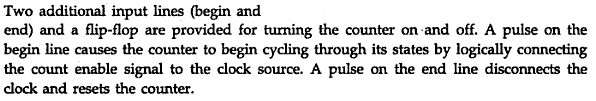 Two additional input lines (begin and
end) and a flip-flop are provided for turning the counter on and off. A pulse on the
begin line causes the counter to begin cycling through its states by logically connecting
the count enable signal to the clock source. A pulse on the end line disconnects the
clock and resets the counter.